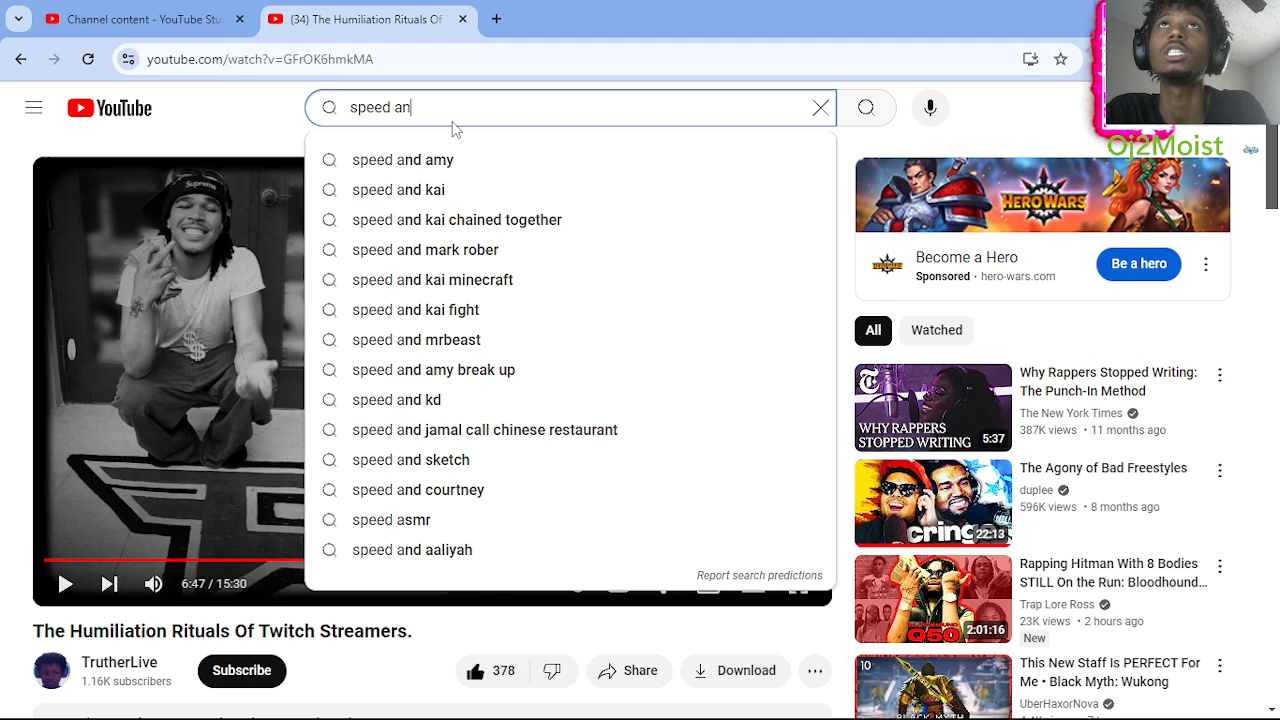 Channel content - YouTube Stu
(34) The Humiliation Rituals Of
youtube.com/watch?v=GFrOK6hmkMA
YouTube
speed an
Oj2Moist
speed and amy
speed and kai
speed and kai chained together
speed and mark rober
speed and kai minecraft
speed and kai fight
speed and mrbeast
speed and amy break up
speed and kd
speed and jamal call chinese restaurant
speed and sketch
speed and courtney
speed asmr
speed and aaliyah
Report search predictions
Supreme
6:47 / 15:30
The Humiliation Rituals Of Twitch Streamers.
TrutherLive
1.16K subscribers
Subscribe
378
Share
Download
HERO WARS
HERO WARS
Become a Hero
Sponsored · hero-wars.com
Be a hero
All
Watched
WHY RAPPERS
STOPPED WRITING
5:37
Why Rappers Stopped Writing:
The Punch-In Method
The New York Times
387K views • 11 months ago
cringe
22:13
The Agony of Bad Freestyles
duplee
596K views • 8 months ago
Q50
2:01:16
Rapping Hitman With 8 Bodies
STILL On the Run: Bloodhound...
Trap Lore Ross
23K views • 2 hours ago
New
10
This New Staff Is PERFECT For
Me • Black Myth: Wukong
UberHaxorNova